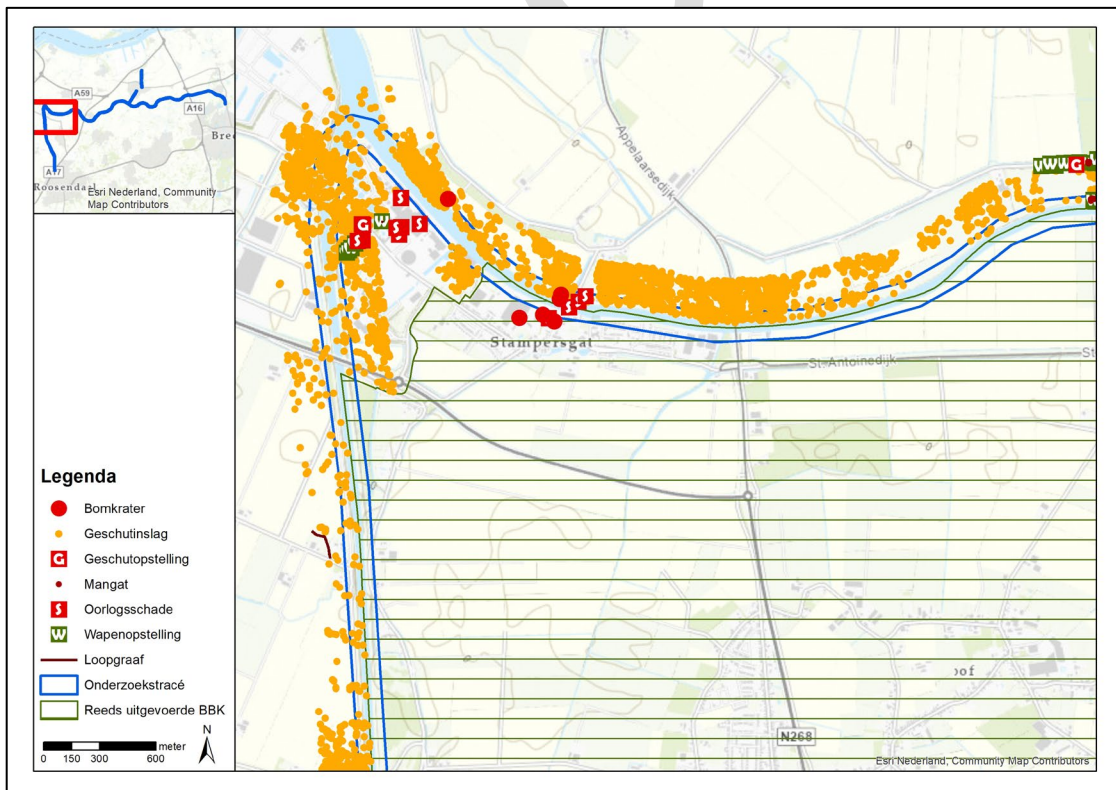 A59
A16
Bre
A17
Roosendaal
Esri Nederland, Community
Map Contributors
Appelaarsedijk
S
W W W G
G
W
S
S
S
S
S
S
S
Stampersgat
St.-Antoinedijk
St
Legenda
Bomkrater
Geschutinslag
G Geschutopstelling
Mangat
S Oorlogsschade
W Wapenopstelling
Loopgraaf
Onderzoekstracé
Reeds uitgevoerde BBK
N
meter
0 150 300 600
oof
N268
Esri Nederland, Community Map Contributors